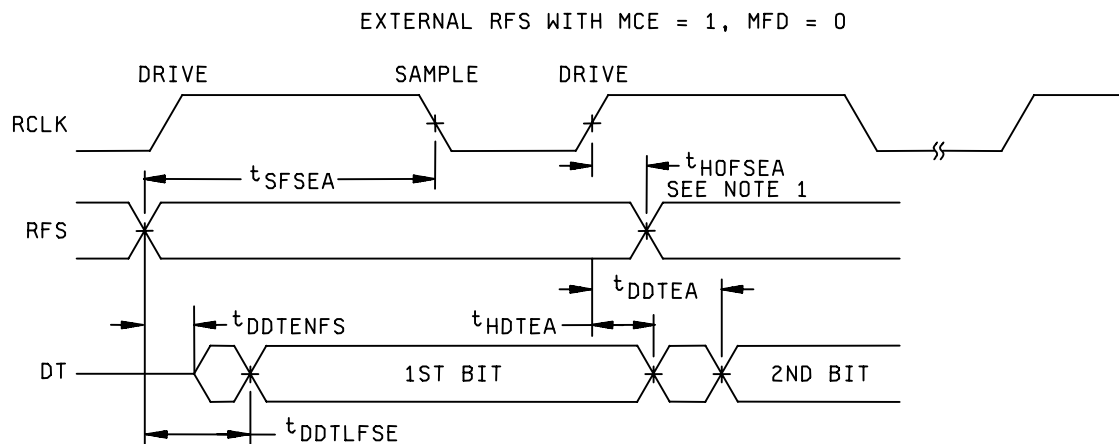 EXTERNAL RFS WITH MCE = 1, MFD = 0
DRIVE SAMPLE DRIVE
RCLK
tSFSEA tHOFSEA
SEE NOTE 1
RFS
tDDTEA
tDDTENFS tHDTEA
DT 1ST BIT 2ND BIT
tDDTLFSE